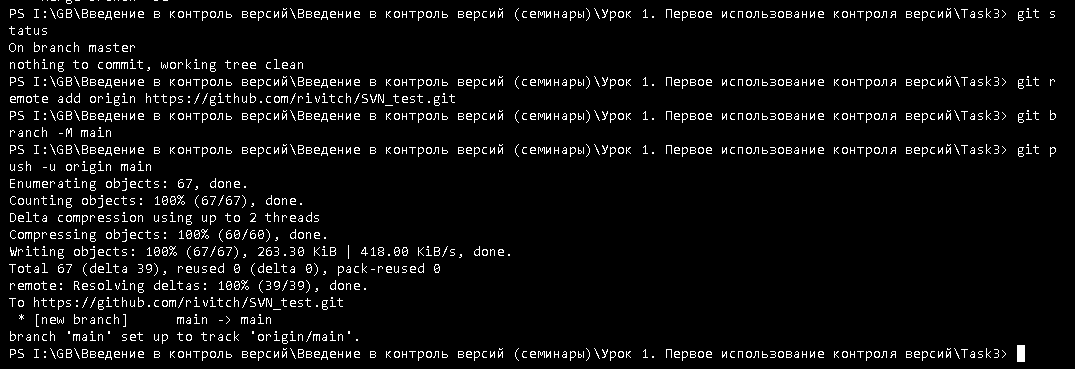 PS I:\GB\Введение в контроль версий\Введение в контроль версий (семинары)\Урок 1. Первое использование контроля версий\Task3> git s
tatus
On branch master
nothing to commit, working tree clean
PS I:\GB\Введение в контроль версий\Введение в контроль версий (семинары)\Урок 1. Первое использование контроля версий\Task3> git r
emote add origin https://github.com/rivitch/SVN_test.git
PS I:\GB\Введение в контроль версий\Введение в контроль версий (семинары)\Урок 1. Первое использование контроля версий\Task3> git b
ranch -M main
PS I:\GB\Введение в контроль версий\Введение в контроль версий (семинары)\Урок 1. Первое использование контроля версий\Task3> git p
ush -u origin main
Enumerating objects: 67, done.
Counting objects: 100% (67/67), done.
Delta compression using up to 2 threads
Compressing objects: 100% (60/60), done.
Writing objects: 100% (67/67), 263.30 KiB | 418.00 KiB/s, done.
Total 67 (delta 39), reused 0 (delta 0), pack-reused 0
remote: Resolving deltas: 100% (39/39), done.
To https://github.com/rivitch/SVN_test.git
 * [new branch]      main -> main
branch 'main' set up to track 'origin/main'.
PS I:\GB\Введение в контроль версий\Введение в контроль версий (семинары)\Урок 1. Первое использование контроля версий\Task3>